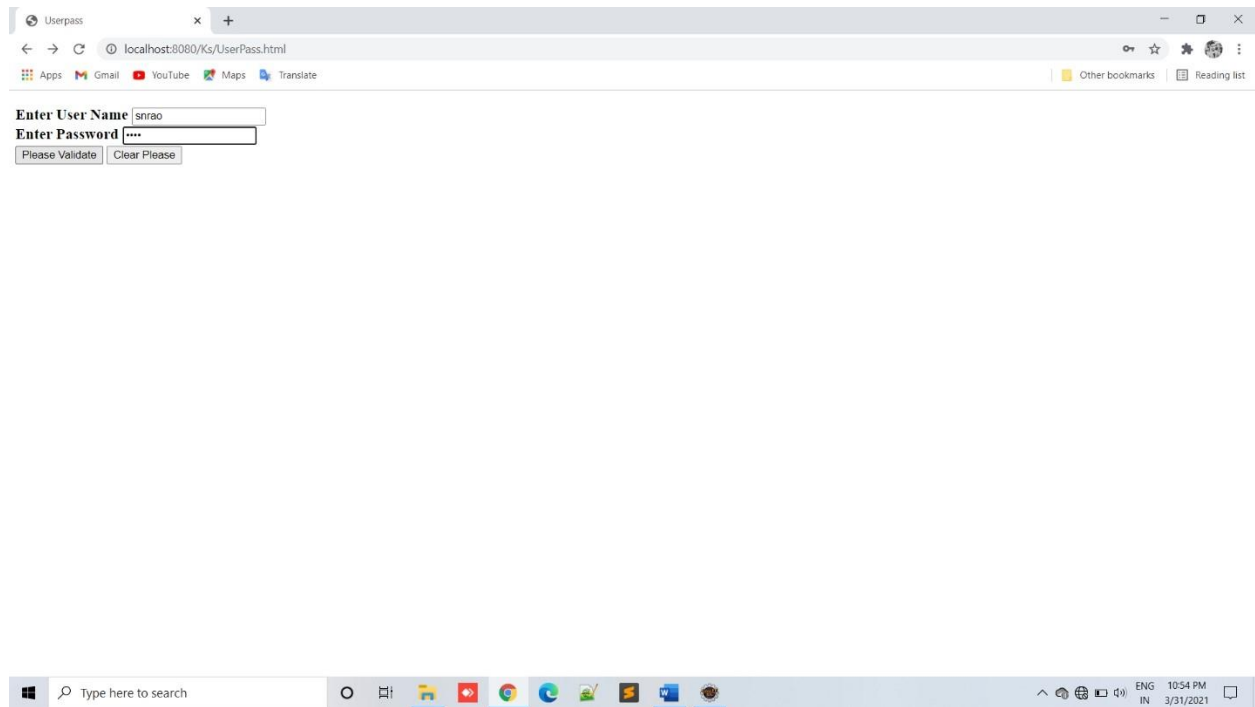 Userpass
localhost:8080/Ks/UserPass.html
Apps Gmail YouTube Maps Translate Other bookmarks Reading list
Enter User Name snrao
Enter Password ••••
Please Validate Clear Please
Type here to search
ENG 10:54 PM
IN 3/31/2021